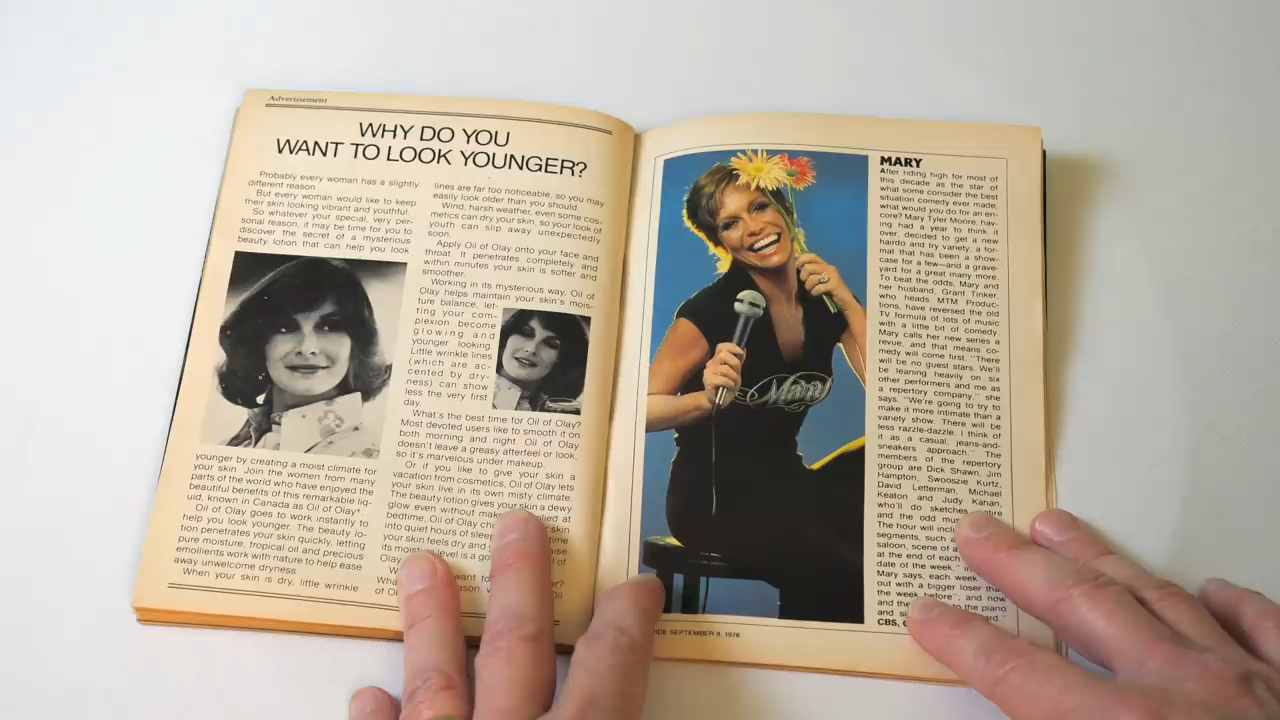 Advertisement
WHY DO YOU
WANT TO LOOK YOUNGER?
Probably every woman has a slightly
different reason.
But every woman would like to keep
their skin looking vibrant and youthful.
So whatever your special, very per-
sonal reason, it may be time for you to
discover the secret of a mysterious
beauty lotion that can help you look
younger by creating a moist climate for
your skin. Join the women from many
parts of the world who have enjoyed the
beautiful benefits of this remarkable liq-
uid, known in Canada as Oil of Olay*.
Oil of Olay goes to work instantly to
help you look younger. The beauty lo-
tion penetrates your skin quickly, letting
pure moisture, tropical oil and precious
emollients work with nature to help ease
away unwelcome dryness
When your skin is dry, little wrinkle
lines are far too noticeable, so you may
easily look older than you should.
Wind, harsh weather, even some cos-
metics can dry your skin, so your look of
youth can slip away unexpectedly
soon.
Apply Oil of Olay onto your face and
throat. It penetrates completely and
within minutes your skin is softer and
smoother.
Working in its mysterious way, Oil of
Olay helps maintain your skin's mois-
ture balance, let-
ting your com-
plexion become
glowing and
younger looking.
Little wrinkle lines
(which are ac-
cented by dry-
ness) can show
less the very first
day.
What's the best time for Oil of Olay?
Most devoted users like to smooth it on
both morning and night. Oil of Olay
doesn't leave a greasy afterfeel or look,
so it's marvelous under makeup.
Or if you like to give your skin a
vacation from cosmetics, Oil of Olay lets
your skin live in its own misty climate.
The beauty lotion gives your skin a dewy
glow even without at
bedtime, Oil of Olay skin
into quiet hours of time
your skin feels dry and
its moisture level is a of
Olay
want to
of Oil
Mary
MARY
After riding high for most of
this decade as the star of
what some consider the best
situation comedy ever made,
what would you do for an en-
core? Mary Tyler Moore, hav-
ing had a year to think it
over, decided to get a new
hairdo and try variety, a for-
mat that has been a show-
case for a few—and a grave-
yard for a great many more.
To beat the odds, Mary and
her husband, Grant Tinker,
who heads MTM Produc-
tions, have reversed the old
TV formula of lots of music
with a little bit of comedy.
Mary calls her new series a
revue, and that means co-
medy will come first. "There
will be no guest stars. We'll
be leaning heavily on six
other performers and me as
a repertory company," she
says. "We're going to try to
make it more intimate than a
variety show. There will be
less razzle-dazzle. I think of
it as a casual, jeans-and-
sneakers approach." The
members of the repertory
group are Dick Shawn, Jim
Hampton, Swoosie Kurtz,
David Letterman, Michael
Keaton and Judy Kahan,
who'll do sketches,
and the odd
The hour will
segments, such
saloon, scene of
at the end of each
date of the week,"
Mary says, each week
out with a bigger loser than
the week before"; and now
and to the piano
and
CBS,
SEPTEMBER 9, 1978